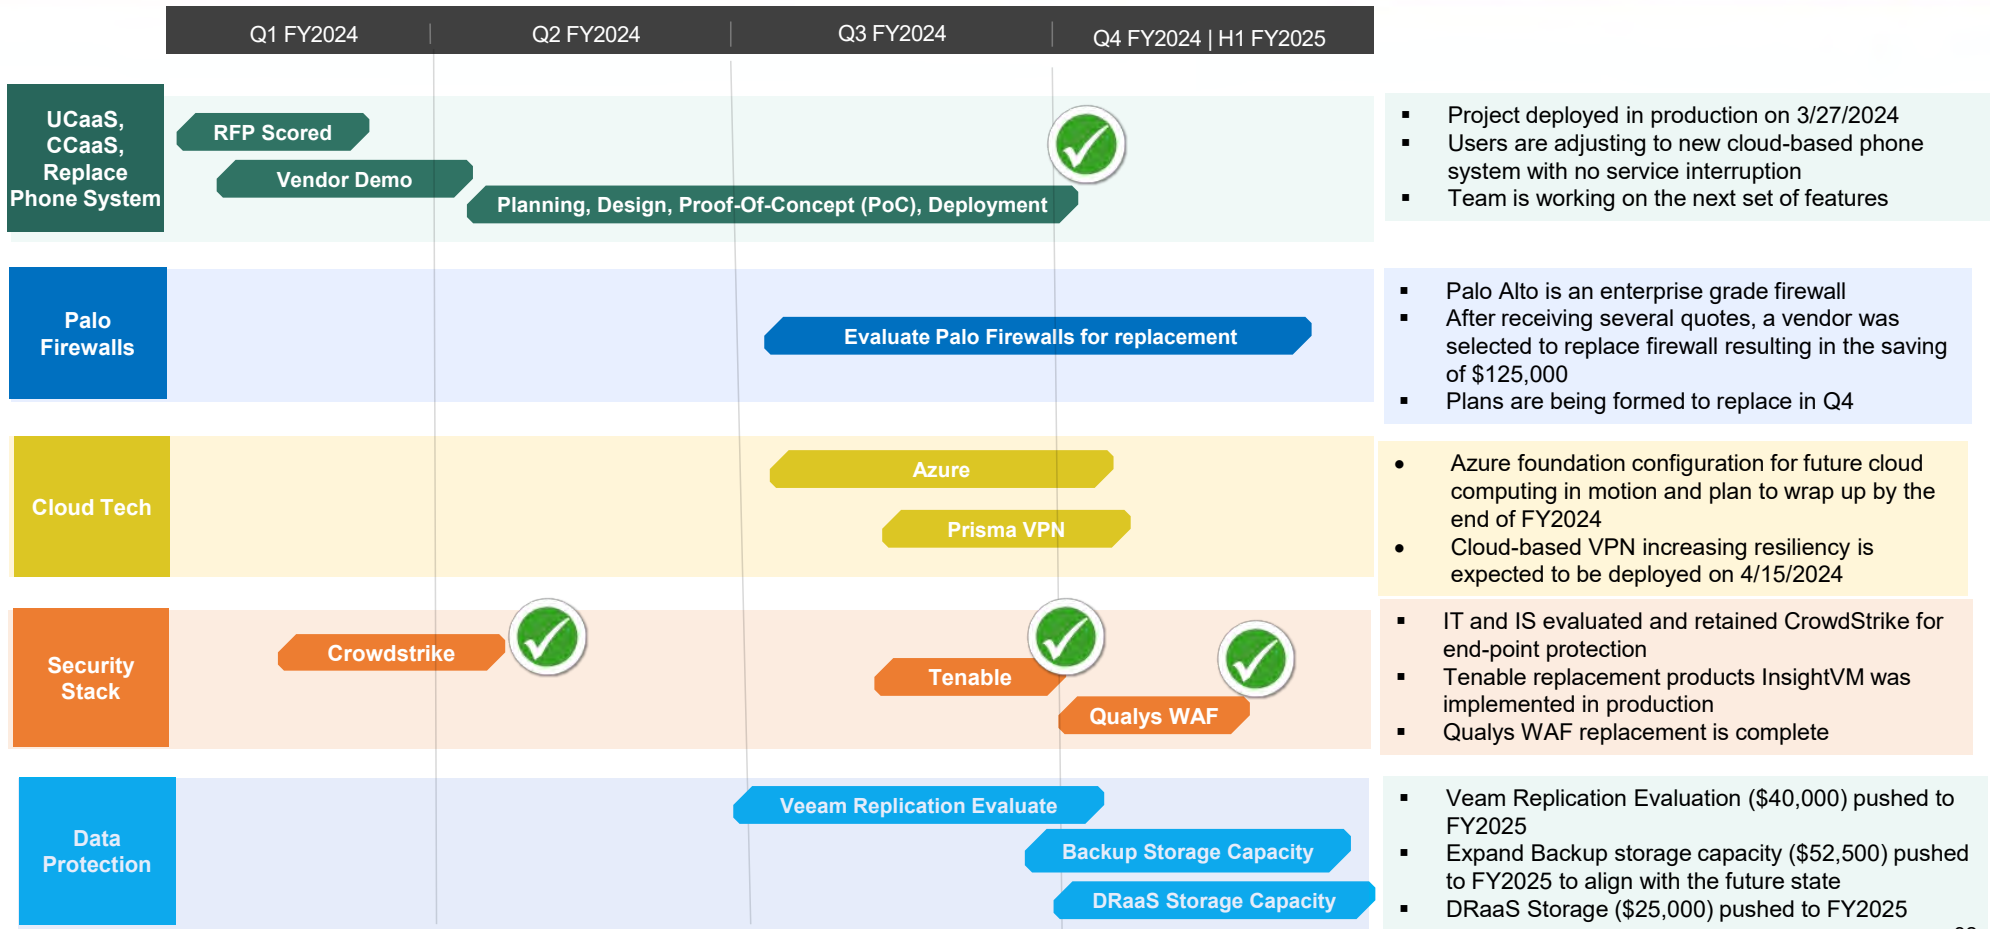 Q1 FY2024
Q2 FY2024
Q3 FY2024
Q4 FY2024 | H1 FY2025
UCaaS,
CCaaS,
Replace
Phone System
RFP Scored
Vendor Demo
Planning, Design, Proof-Of-Concept (PoC), Deployment
▪ Project deployed in production on 3/27/2024
▪ Users are adjusting to new cloud-based phone
system with no service interruption
▪ Team is working on the next set of features
Palo
Firewalls
Evaluate Palo Firewalls for replacement
▪ Palo Alto is an enterprise grade firewall
▪ After receiving several quotes, a vendor was
selected to replace firewall resulting in the saving
of $125,000
▪ Plans are being formed to replace in Q4
Cloud Tech
Azure
Prisma VPN
• Azure foundation configuration for future cloud
computing in motion and plan to wrap up by the
end of FY2024
• Cloud-based VPN increasing resiliency is
expected to be deployed on 4/15/2024
Security
Stack
Crowdstrike
Tenable
Qualys WAF
▪ IT and IS evaluated and retained CrowdStrike for
end-point protection
▪ Tenable replacement products InsightVM was
implemented in production
▪ Qualys WAF replacement is complete
Data
Protection
Veeam Replication Evaluate
Backup Storage Capacity
DRaaS Storage Capacity
▪ Veam Replication Evaluation ($40,000) pushed to
FY2025
▪ Expand Backup storage capacity ($52,500) pushed
to FY2025 to align with the future state
▪ DRaaS Storage ($25,000) pushed to FY2025